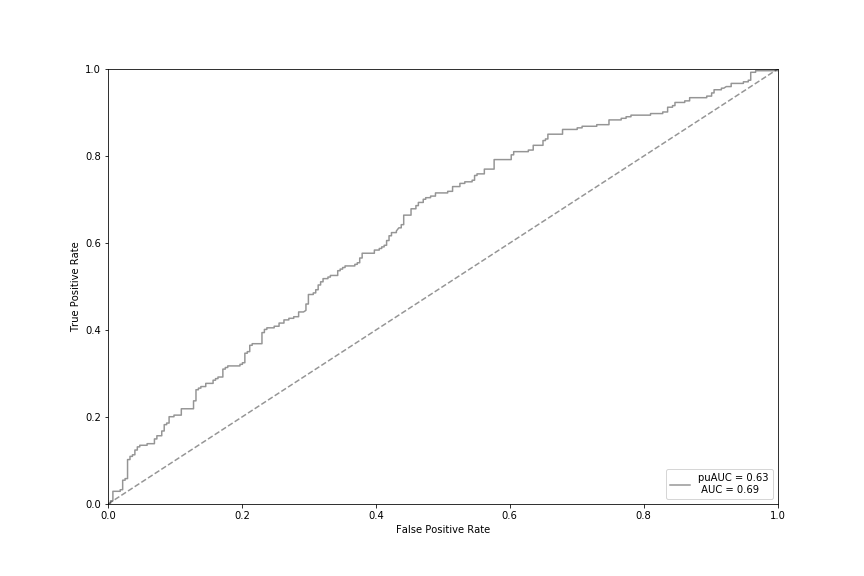 1.0
0.8
0.6
0.4
0.2
0.0
True Positive Rate
0.0 0.2 0.4 0.6 0.8 1.0
False Positive Rate
puAUC = 0.63
AUC = 0.69